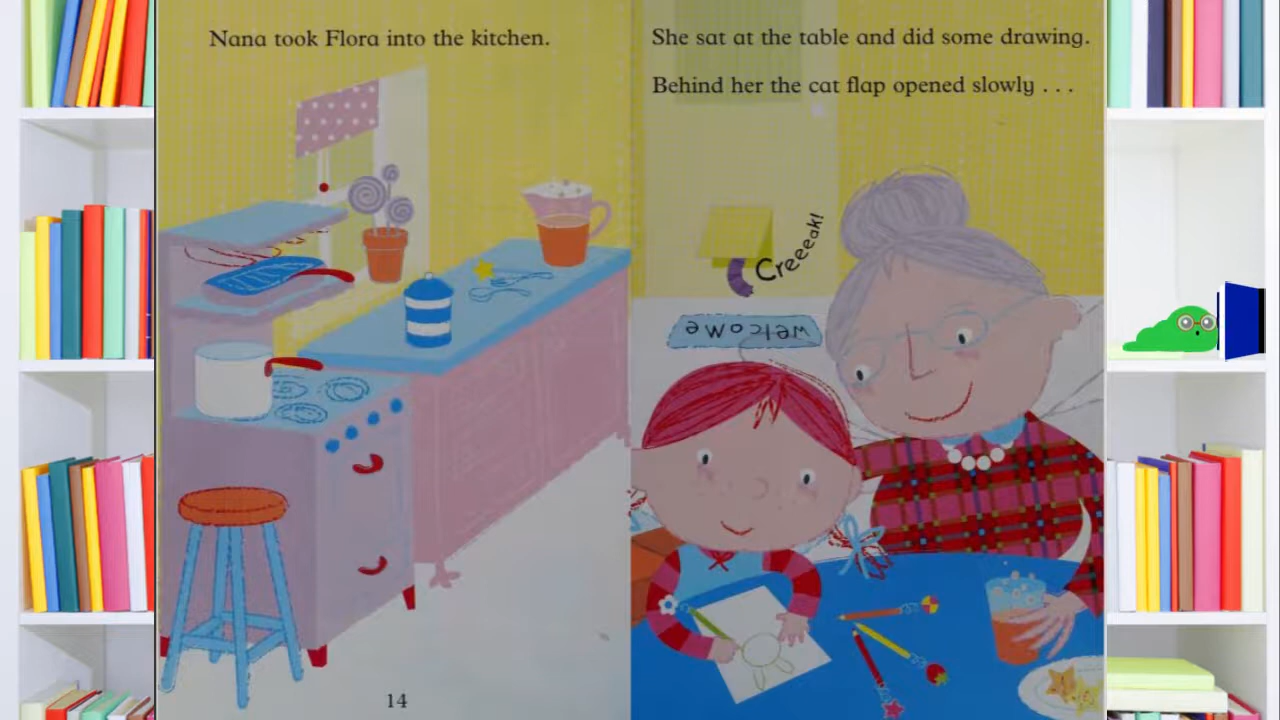 Nana took Flora into the kitchen.
14
She sat at the table and did some drawing.
Behind her the cat flap opened slowly . . .
Creeeak!
welcome